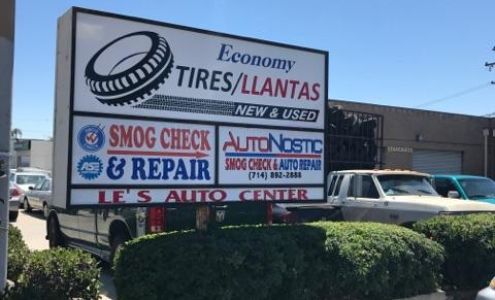 Economy
TIRES/LLANTAS
NEW & USED
SMOG CHECK
& REPAIR
ASE
AUTONOSTIC
SMOG CHECK & AUTO REPAIR
(714) 892-2888
LE'S AUTO CENTER